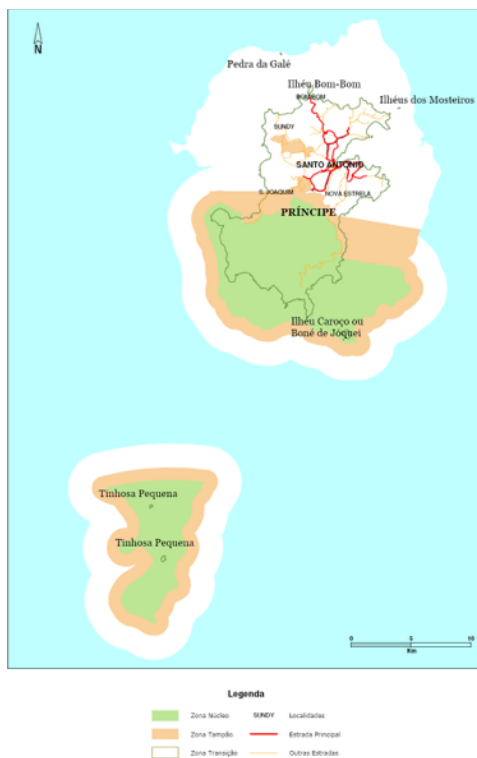 N
Pedra da Galé
Ilhéu Bom-Bom
BOMBOM
Ilhéus dos Mosteiros
SUNDY
SANTO ANTONIO
S. JOAQUIM
NOVA ESTRELA
PRÍNCIPE
Ilhéu Caroço ou
Boné de Jóquei
Tinhosa Pequena
Tinhosa Pequena
0 5 10
Km
Legenda
Zona Núcleo SUNDY Localidades
Zona Tampão Estrada Principal
Zona Transição Outras Estradas